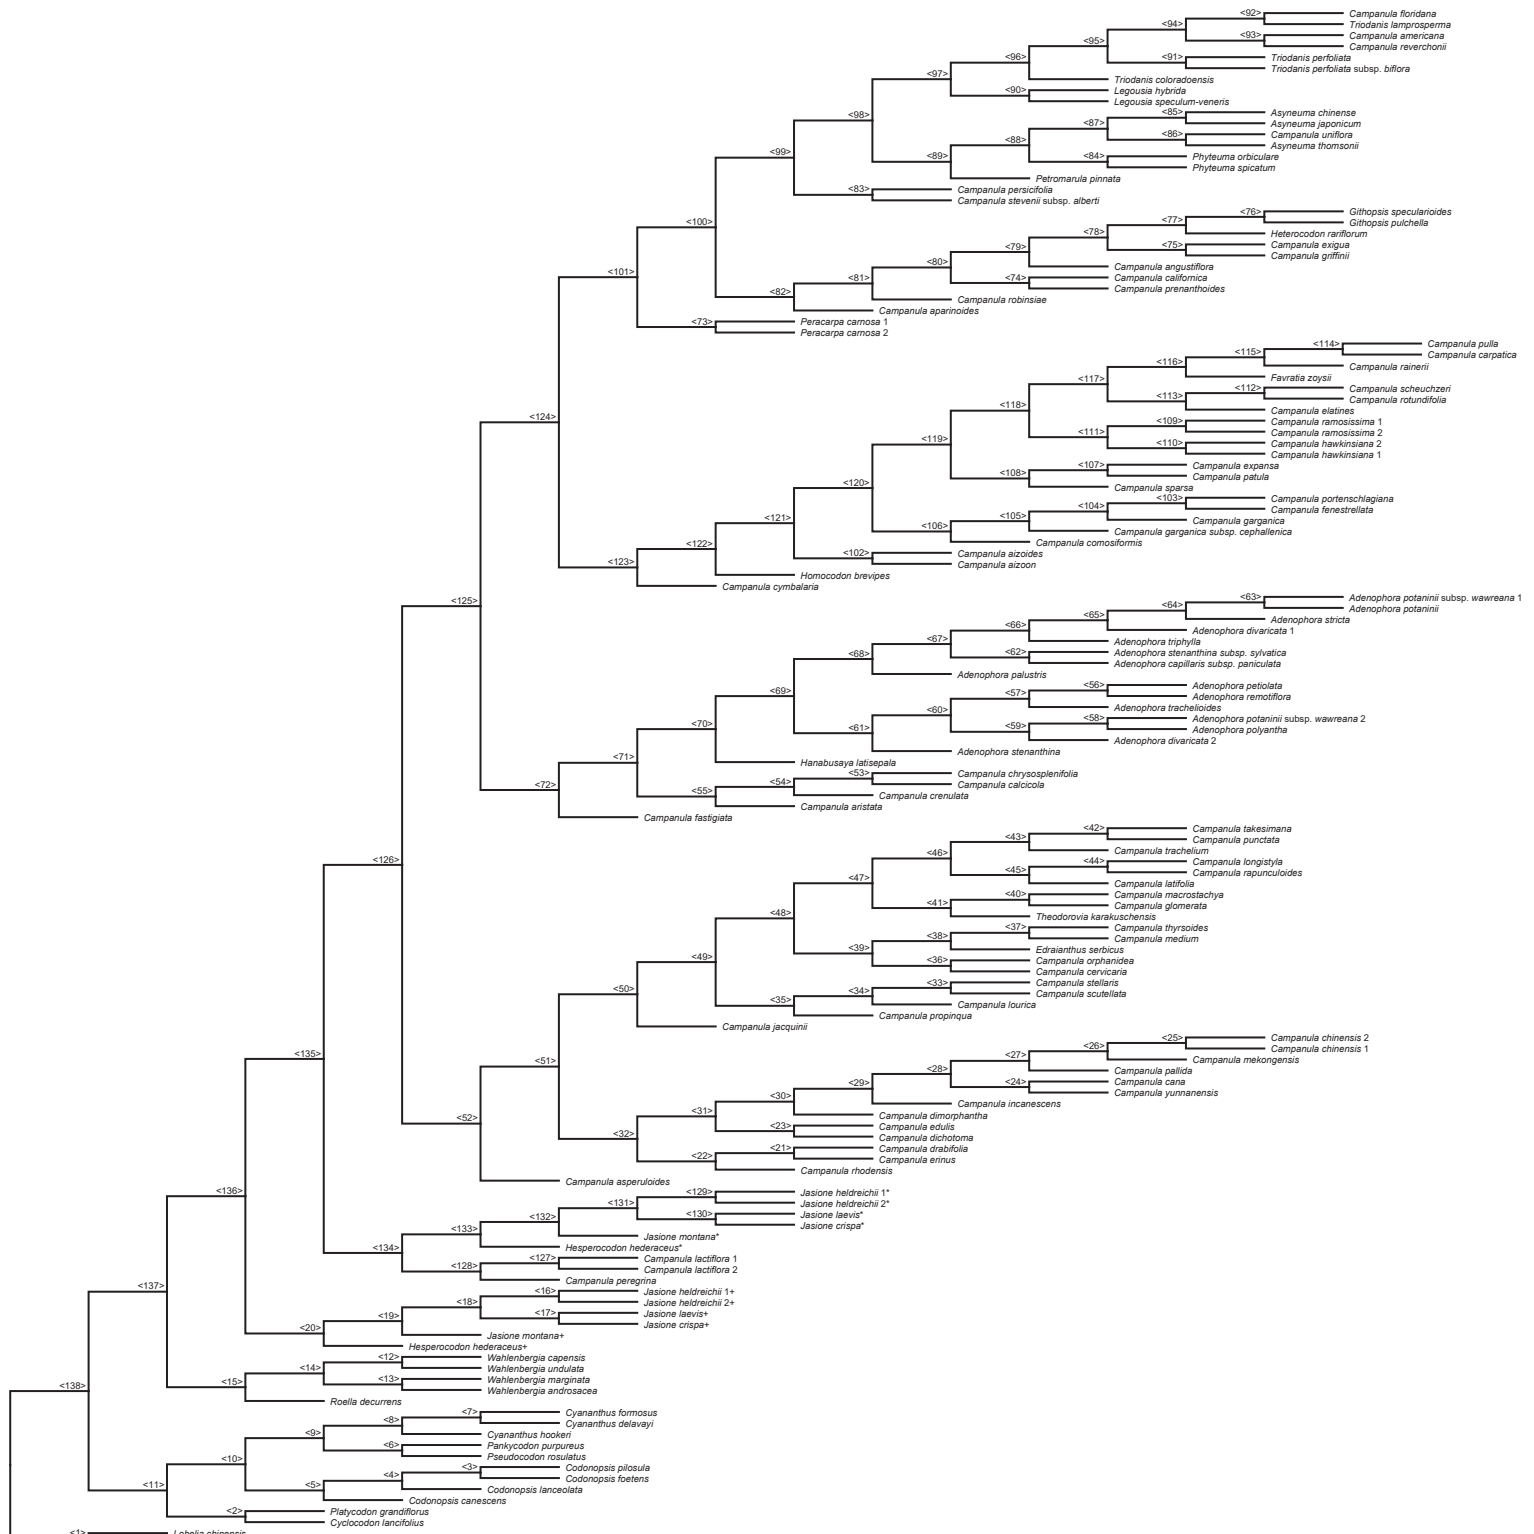 <92> Campanula floridana
<94> Triodanis lamprosperma
<93> Campanula americana
<95> Campanula reverchonii
<96> <91> Triodanis perfoliata
Triodanis perfoliata subsp. biflora
<97> Triodanis coloradoensis
<90> Legousia hybrida
Legousia speculum-veneris
<98> <85> Asyneuma chinense
<87> Asyneuma japonicum
<86> Campanula uniflora
<88> Asyneuma thomsonii
<99> <89> <84> Phyteuma orbiculare
Phyteuma spicatum
Petromarula pinnata
<83> Campanula persicifolia
Campanula stevenii subsp. alberti
<76> Githopsis specularioides
<100> <77> Githopsis pulchella
<78> Heterocodon rariflorum
<79> <75> Campanula exigua
Campanula griffinii
<80> Campanula angustiflora
<101> <81> <74> Campanula californica
<82> Campanula prenanthoides
Campanula robinsiae
Campanula aparinoides
<73> Peracarpa carnosa 1
Peracarpa carnosa 2
<114> Campanula pulla
<115> Campanula carpatica
<116> Campanula rainerii
<117> Favratia zoysii
<112> Campanula scheuchzeri
<113> Campanula rotundifolia
<124> <118> Campanula elatines
<109> Campanula ramosissima 1
<111> Campanula ramosissima 2
<119> <110> Campanula hawkinsiana 2
Campanula hawkinsiana 1
<107> Campanula expansa
<108> Campanula patula
<120> Campanula sparsa
<103> Campanula portenschlagiana
<104> Campanula fenestrellata
<121> <105> Campanula garganica
<106> Campanula garganica subsp. cephallenica
<122> Campanula comosiformis
<102> Campanula aizoides
<123> Campanula aizoon
Homocodon brevipes
Campanula cymbalaria
<125> <63> Adenophora potaninii subsp. wawreana 1
<64> Adenophora potaninii
<65> Adenophora stricta
<66> Adenophora divaricata 1
<67> Adenophora triphylla
<68> <62> Adenophora stenanthina subsp. sylvatica
Adenophora capillaris subsp. paniculata
Adenophora palustris
<69> <56> Adenophora petiolata
<57> Adenophora remotiflora
<60> Adenophora trachelioides
<70> <58> Adenophora potaninii subsp. wawreana 2
<61> <59> Adenophora polyantha
Adenophora divaricata 2
Adenophora stenanthina
<71> Hanabusaya latisepala
<53> Campanula chrysosplenifolia
<72> <54> Campanula calcicola
<55> Campanula crenulata
Campanula aristata
Campanula fastigiata
<42> Campanula takesimana
<43> Campanula punctata
<46> Campanula trachelium
<126> <44> Campanula longistyla
<45> Campanula rapunculoides
<47> Campanula latifolia
<40> Campanula macrostachya
<41> Campanula glomerata
<48> Theodorovia karakuschensis
<37> Campanula thyrsoides
<38> Campanula medium
<39> Edraianthus serbicus
<49> <36> Campanula orphanidea
Campanula cervicaria
<33> Campanula stellaris
<50> <34> Campanula scutellata
<35> Campanula lourica
Campanula propinqua
Campanula jacquinii
<25> Campanula chinensis 2
<26> Campanula chinensis 1
<135> <51> <27> Campanula mekongensis
<28> Campanula pallida
<29> <24> Campanula cana
<30> Campanula yunnanensis
Campanula incanescens
<31> Campanula dimorphantha
<52> <23> Campanula edulis
<32> Campanula dichotoma
<21> Campanula drabifolia
<22> Campanula erinus
Campanula rhodensis
Campanula asperuloides
<136> <129> Jasione heldreichii 1*
<131> Jasione heldreichii 2*
<132> <130> Jasione laevis*
<133> Jasione crispa*
Jasione montana*
<134> Hesperocodon hederaceus*
<127> Campanula lactiflora 1
<128> Campanula lactiflora 2
Campanula peregrina
<137> <16> Jasione heldreichii 1+
<18> Jasione heldreichii 2+
<19> <17> Jasione laevis+
<20> Jasione crispa+
Jasione montana+
Hesperocodon hederaceus+
<12> Wahlenbergia capensis
<14> Wahlenbergia undulata
<15> <13> Wahlenbergia marginata
<138> Wahlenbergia androsacea
Roella decurrens
<7> Cyananthus formosus
<8> Cyananthus delavayi
<9> Cyananthus hookeri
<6> Pankycodon purpureus
<10> Pseudocodon rosulatus
<3> Codonopsis pilosula
<4> Codonopsis foetens
<11> <5> Codonopsis lanceolata
Codonopsis canescens
<2> Platycodon grandiflorus
Cyclocodon lancifolius
<1> Lobelia chinensis